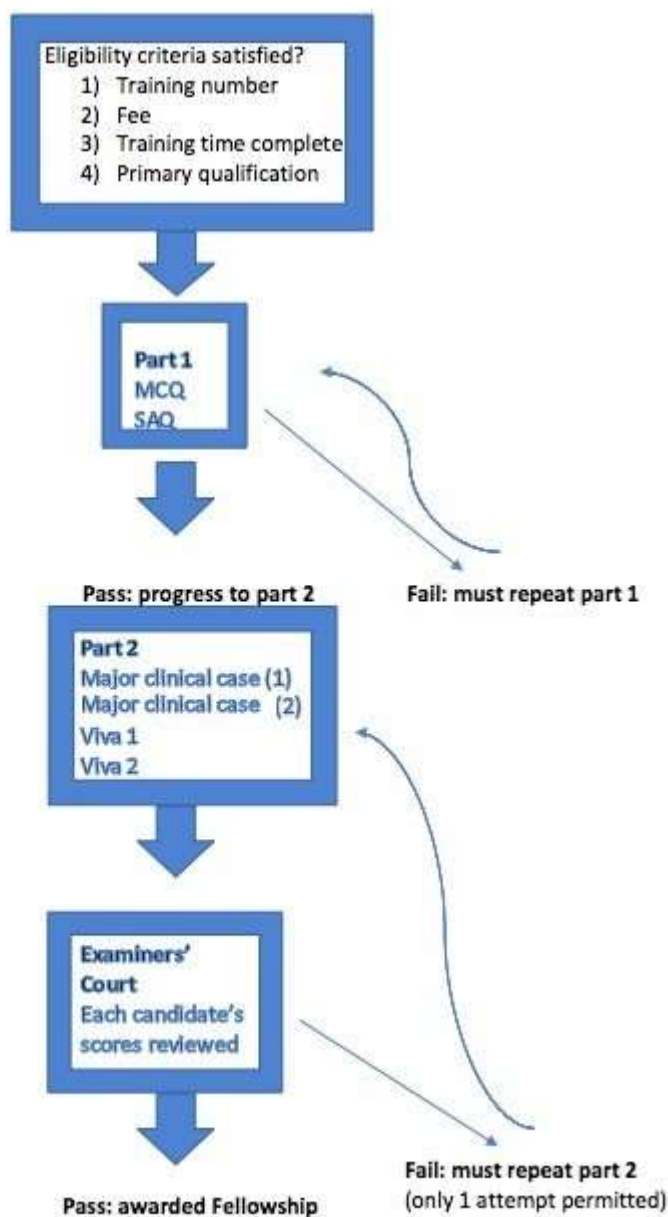 Eligibility criteria satisfied?
1) Training number
2) Fee
3) Training time complete
4) Primary qualification
Part 1
MCQ
SAQ
Pass: progress to part 2
Fail: must repeat part 1
Part 2
Major clinical case (1)
Major clinical case (2)
Viva 1
Viva 2
Examiners'
Court
Each candidate's
scores reviewed
Fail: must repeat part 2
(only 1 attempt permitted)
Pass: awarded Fellowship